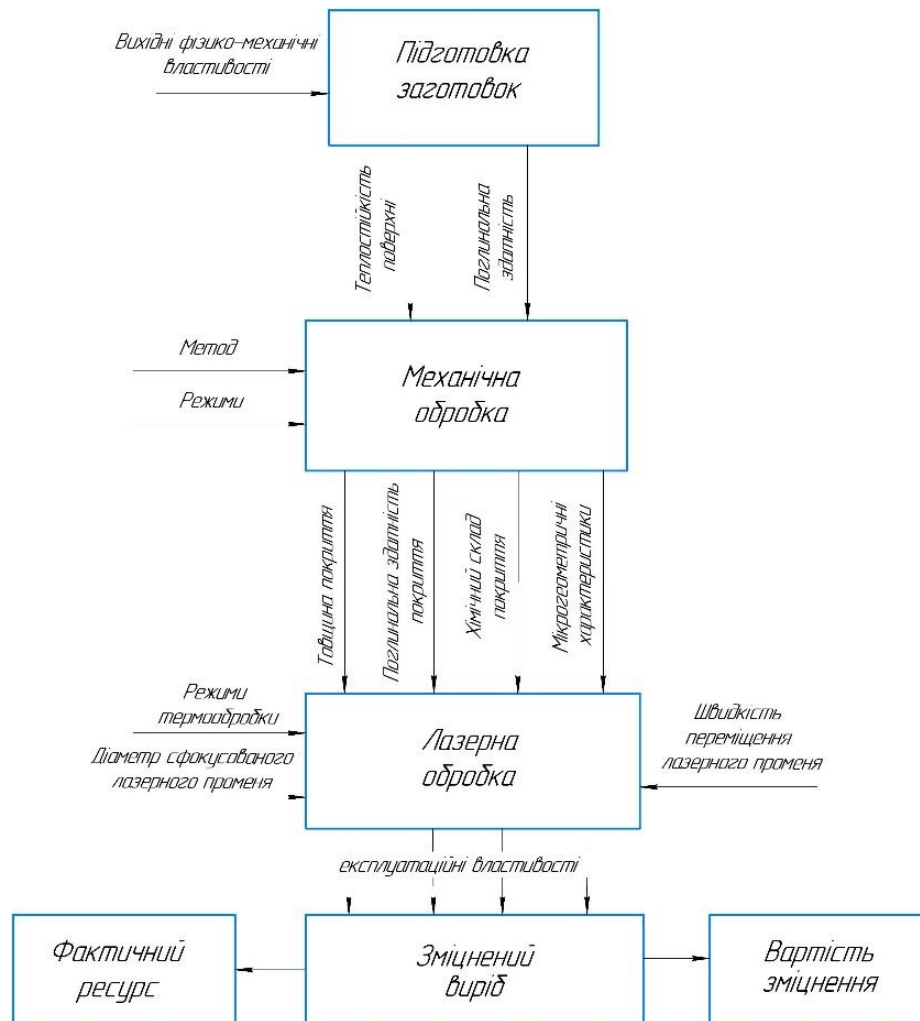 Вихідні фізико-механічні
властивості
Підготовка
заготовок
Теплостійкість
поверхні
Поглинальна
здатність
Метод
Режими
Механічна
обробка
Товщина покриття
Поглинальна здатність
покриття
Хімічний склад
покриття
Мікрогеометричні
характеристики
Режими
термообробки
Діаметр сфокусованого
лазерного променя
Лазерна
обробка
Швидкість
переміщення
лазерного променя
експлуатаційні властивості
Фактичний
ресурс
Зміцнений
виріб
Вартість
зміцнення